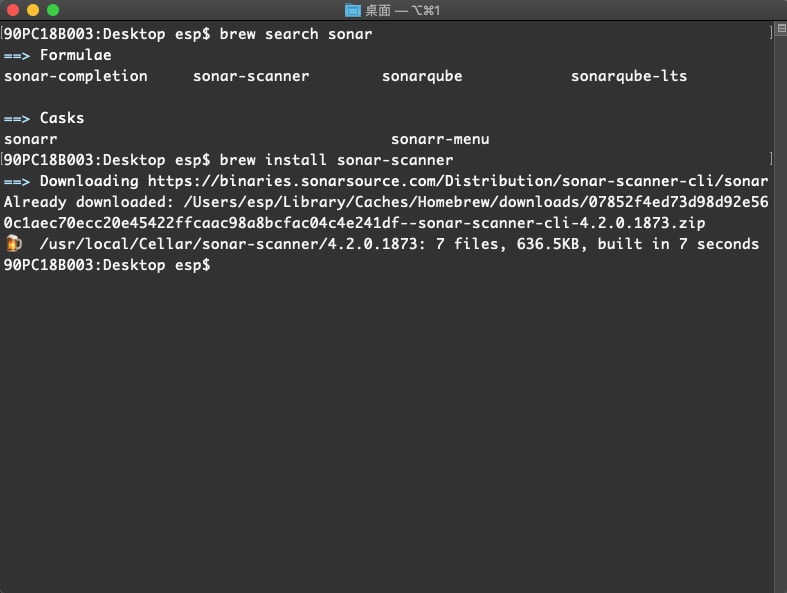 桌面 — ⌥⌘1
[90PC18B003:Desktop esp$ brew search sonar ]
==> Formulae
sonar-completion sonar-scanner sonarqube sonarqube-lts
==> Casks
sonarr sonarr-menu
[90PC18B003:Desktop esp$ brew install sonar-scanner ]
==> Downloading https://binaries.sonarsource.com/Distribution/sonar-scanner-cli/sonar
Already downloaded: /Users/esp/Library/Caches/Homebrew/downloads/07852f4ed73d98d92e56
0c1aec70ecc20e45422ffcaac98a8bcfac04c4e241df--sonar-scanner-cli-4.2.0.1873.zip
🍺 /usr/local/Cellar/sonar-scanner/4.2.0.1873: 7 files, 636.5KB, built in 7 seconds
90PC18B003:Desktop esp$